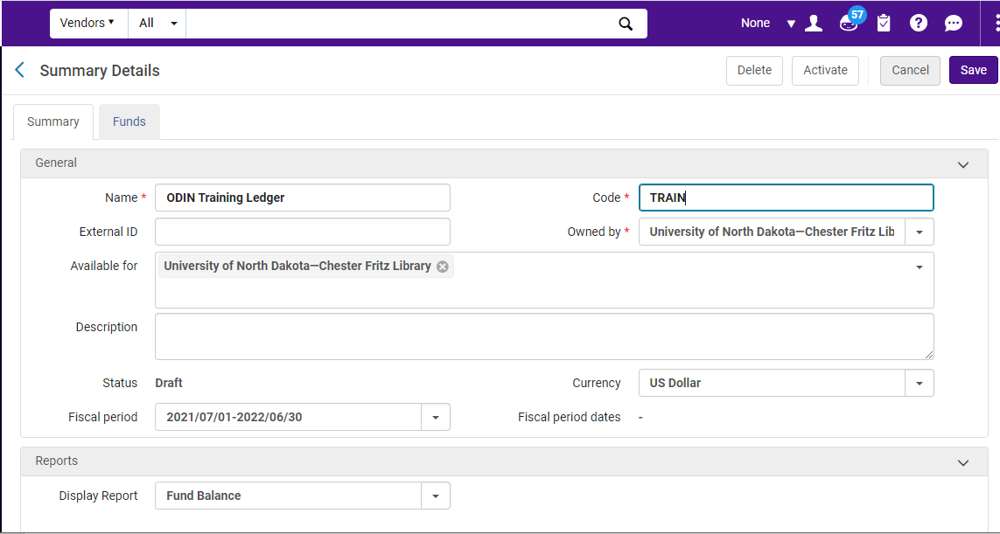 Vendors All None 57
Summary Details Delete Activate Cancel Save
Summary Funds
General
Name * ODIN Training Ledger Code * TRAIN
External ID Owned by * University of North Dakota—Chester Fritz Lib
Available for University of North Dakota—Chester Fritz Library
Description
Status Draft Currency US Dollar
Fiscal period 2021/07/01-2022/06/30 Fiscal period dates -
Reports
Display Report Fund Balance